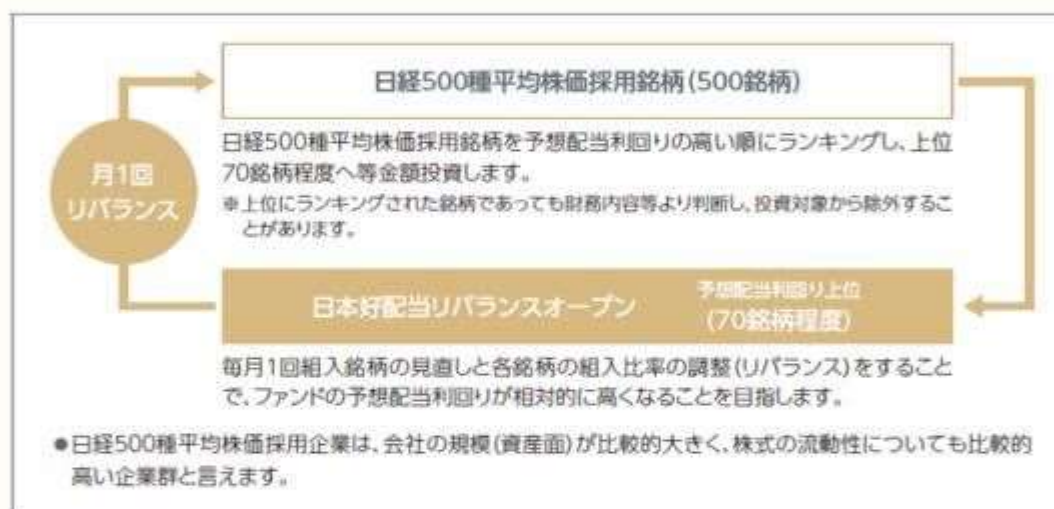 日経500種平均株価採用銘柄(500銘柄)
日経500種平均株価採用銘柄を予想配当利回りの高い順にランキングし、上位
70銘柄程度へ等金額投資します。
※上位にランキングされた銘柄であっても財務内容等より判断し、投資対象から除外するこ
とがあります。
月1回
リバランス
日本好配当リバランスオープン
予想配当利回り上位
(70銘柄程度)
毎月1回組入銘柄の見直しと各銘柄の組入比率の調整(リバランス)をすること
で、ファンドの予想配当利回りが相対的に高くなることを目指します。
●日経500種平均株価採用企業は、会社の規模(資産面)が比較的大きく、株式の流動性についても比較的
高い企業群と言えます。